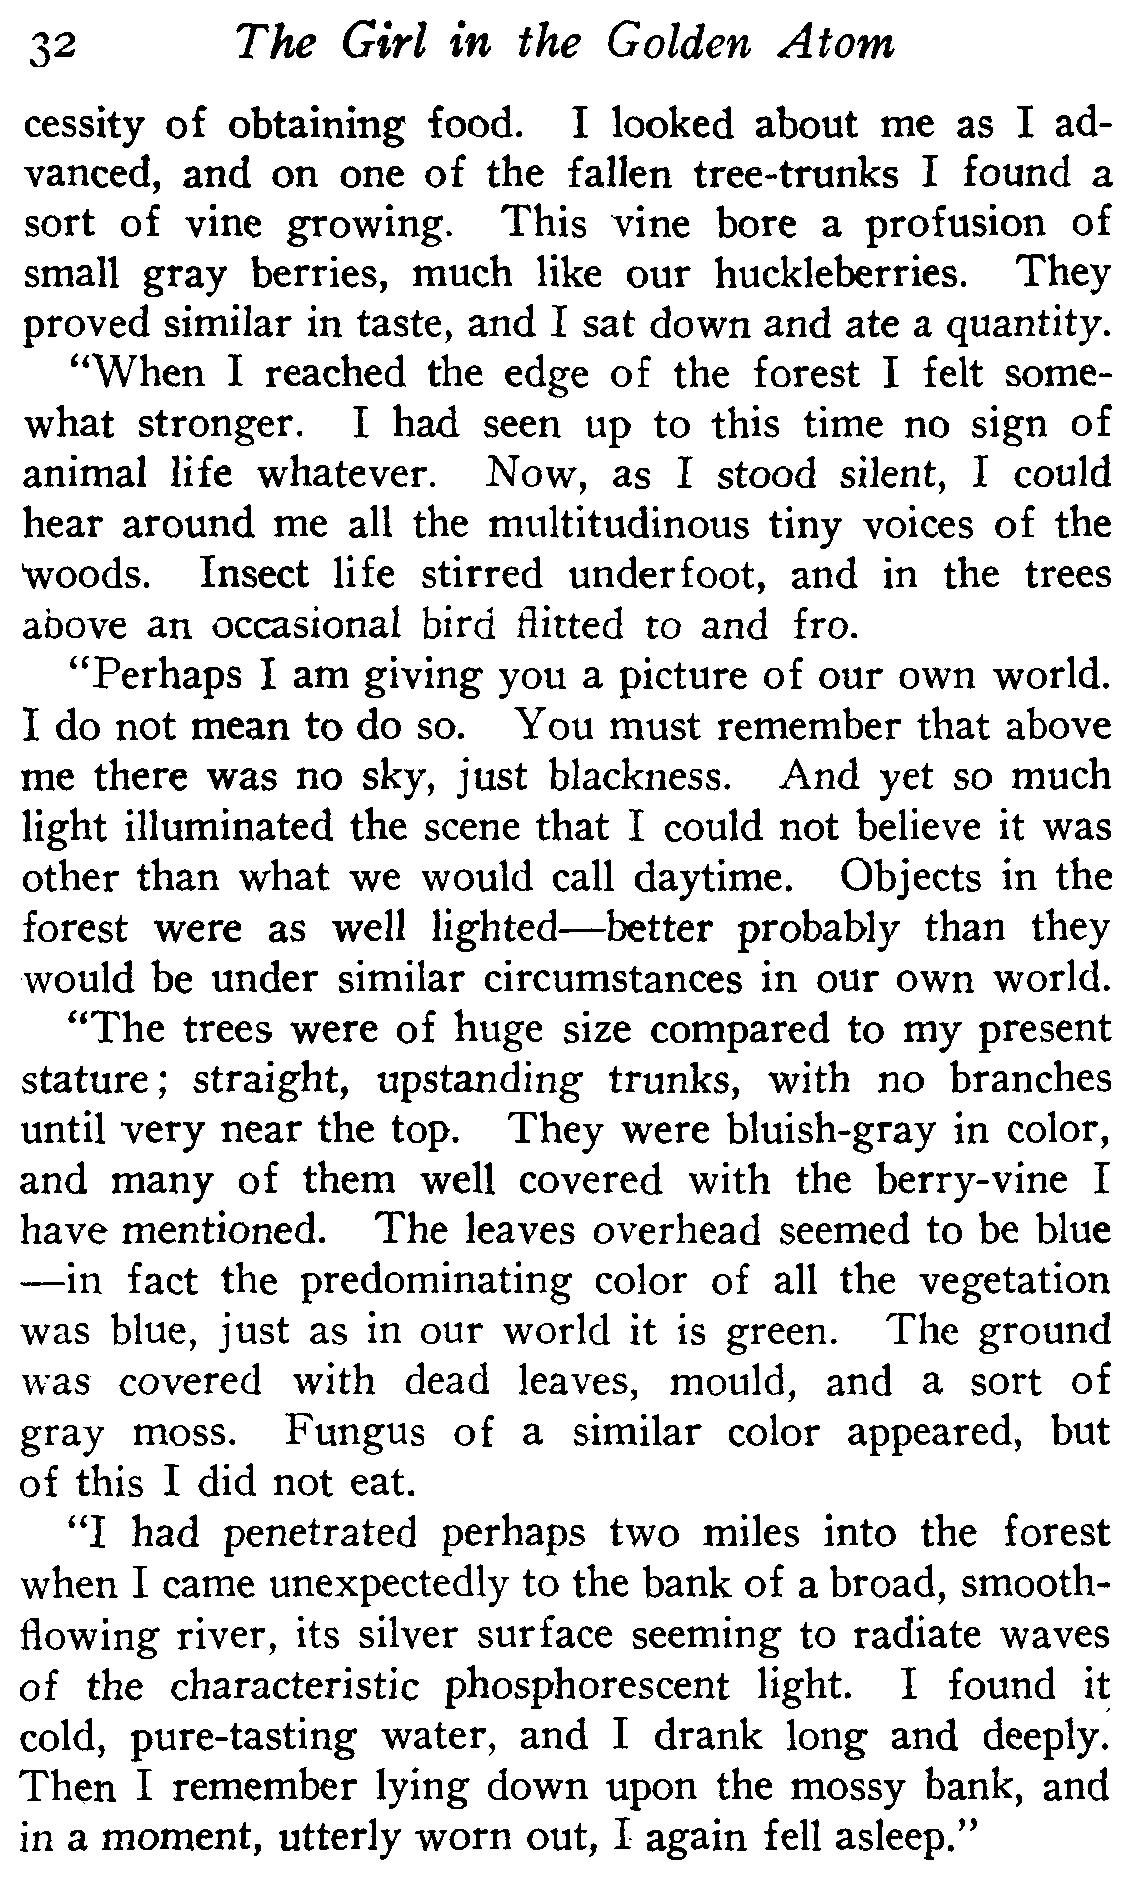 32 The Girl in the Golden Atom
cessity of obtaining food. I looked about me as I ad-
vanced, and on one of the fallen tree-trunks I found a
sort of vine growing. This vine bore a profusion of
small gray berries, much like our huckleberries. They
proved similar in taste, and I sat down and ate a quantity.
“When I reached the edge of the forest I felt some-
what stronger. I had seen up to this time no sign of
animal life whatever. Now, as I stood silent, I could
hear around me all the multitudinous tiny voices of the
woods. Insect life stirred underfoot, and in the trees
above an occasional bird flitted to and fro.
“Perhaps I am giving you a picture of our own world.
I do not mean to do so. You must remember that above
me there was no sky, just blackness. And yet so much
light illuminated the scene that I could not believe it was
other than what we would call daytime. Objects in the
forest were as well lighted—better probably than they
would be under similar circumstances in our own world.
“The trees were of huge size compared to my present
stature; straight, upstanding trunks, with no branches
until very near the top. They were bluish-gray in color,
and many of them well covered with the berry-vine I
have mentioned. The leaves overhead seemed to be blue
—in fact the predominating color of all the vegetation
was blue, just as in our world it is green. The ground
was covered with dead leaves, mould, and a sort of
gray moss. Fungus of a similar color appeared, but
of this I did not eat.
“I had penetrated perhaps two miles into the forest
when I came unexpectedly to the bank of a broad, smooth-
flowing river, its silver surface seeming to radiate waves
of the characteristic phosphorescent light. I found it
cold, pure-tasting water, and I drank long and deeply.
Then I remember lying down upon the mossy bank, and
in a moment, utterly worn out, I again fell asleep.”